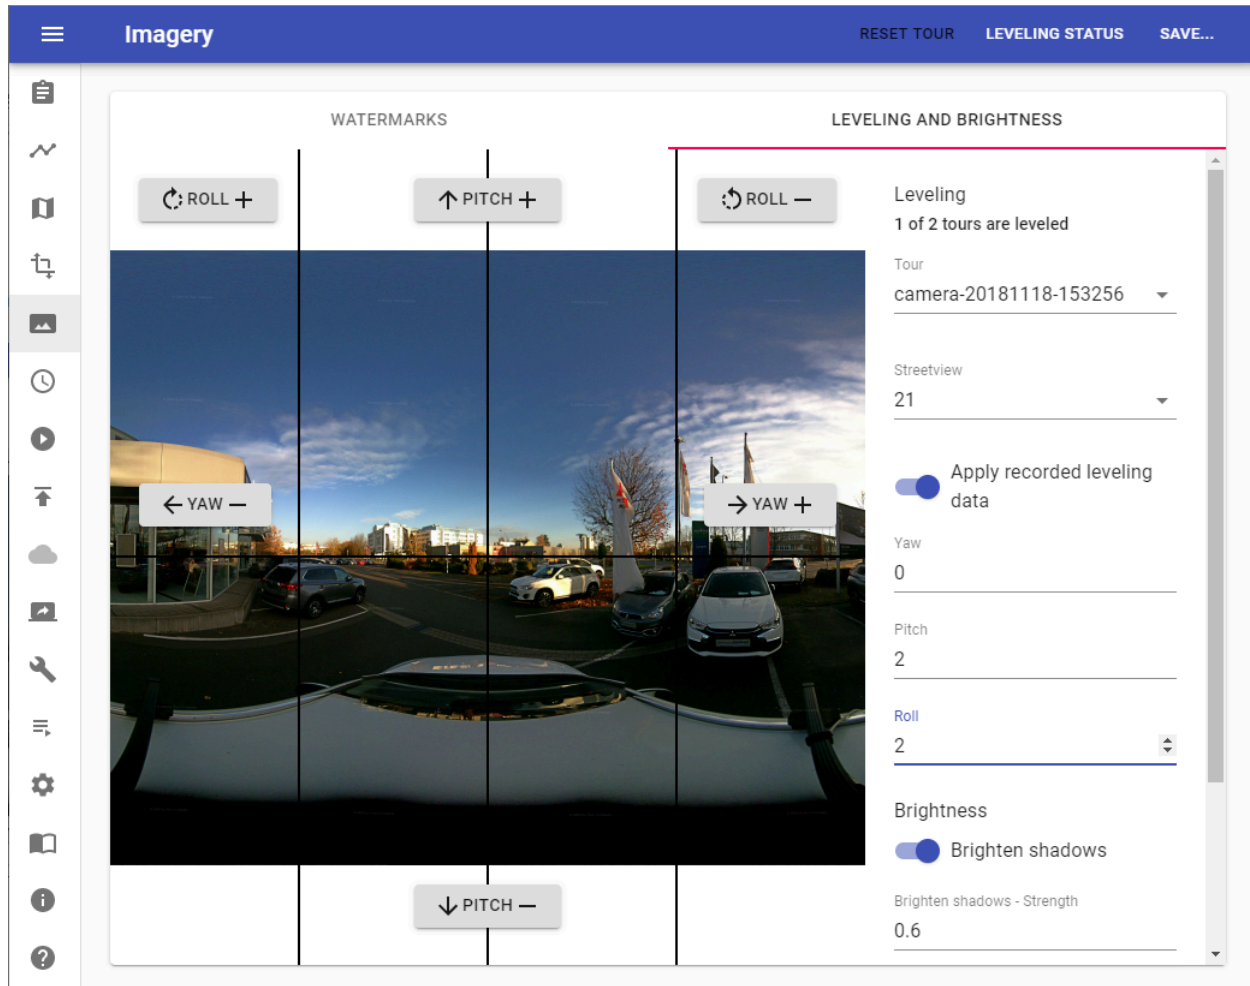 Imagery
RESET TOUR
LEVELING STATUS
SAVE...
WATERMARKS
LEVELING AND BRIGHTNESS
ROLL +
PITCH +
ROLL −
YAW −
YAW +
PITCH −
Leveling
1 of 2 tours are leveled
Tour
camera-20181118-153256
Streetview
21
Apply recorded leveling
data
Yaw
0
Pitch
2
Roll
2
Brightness
Brighten shadows
Brighten shadows - Strength
0.6